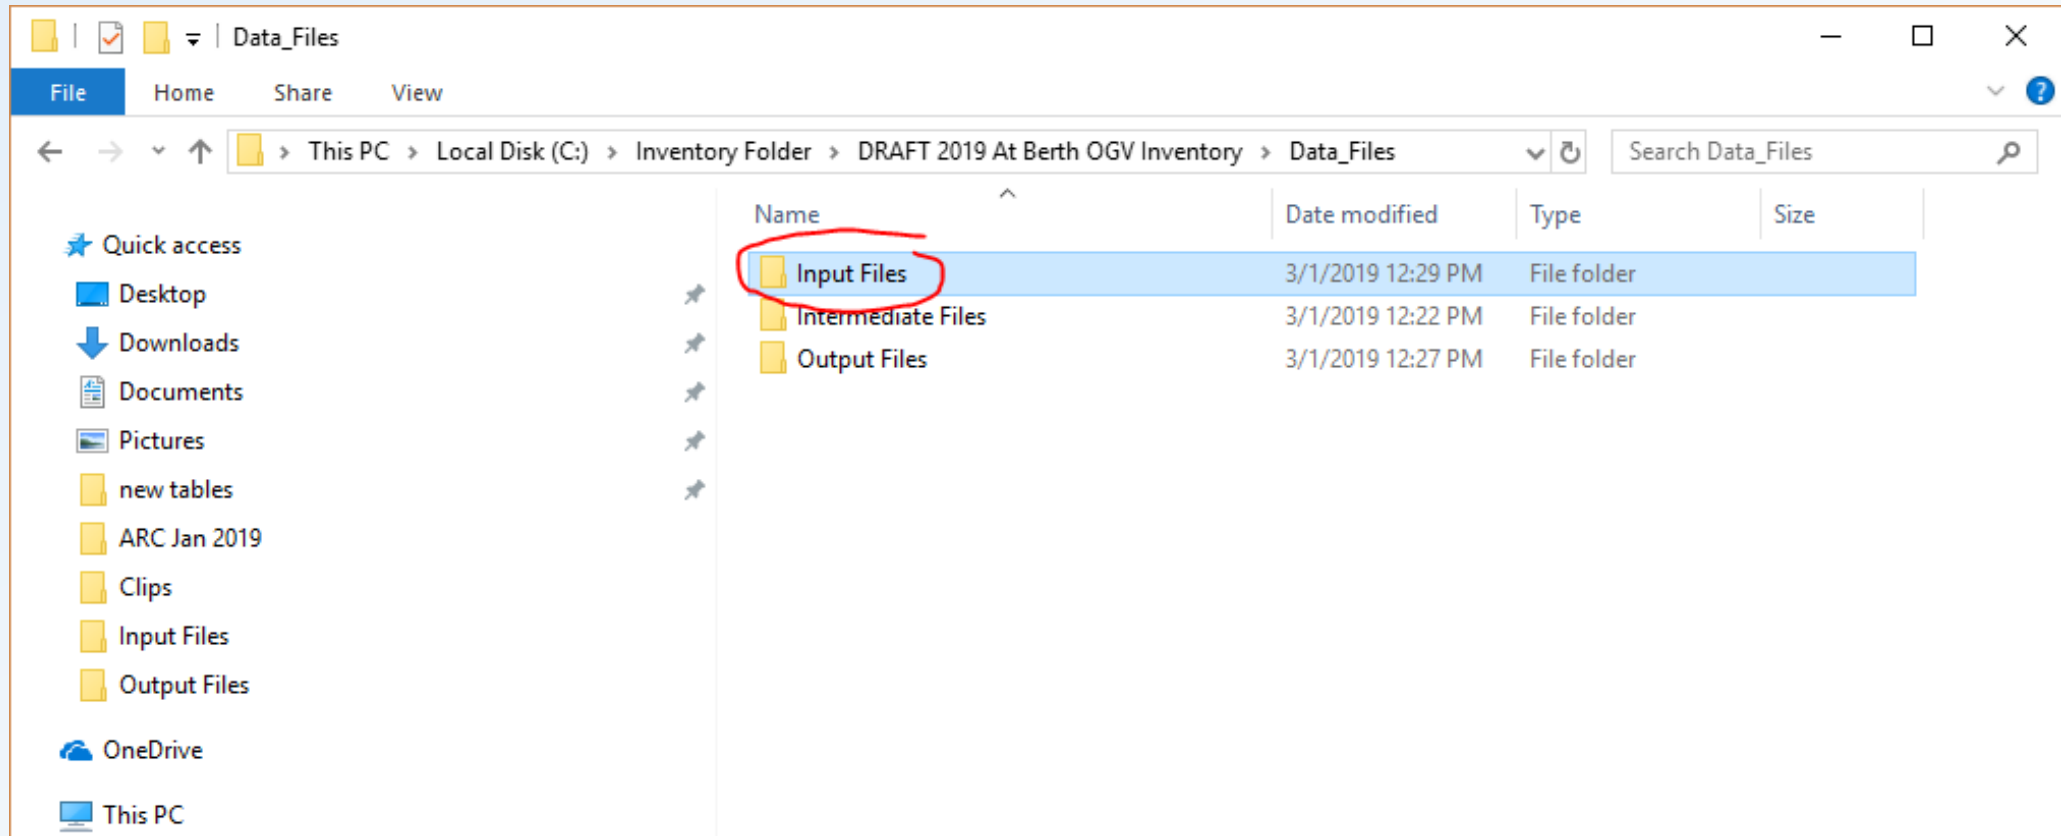 Data_Files
File Home Share View
This PC > Local Disk (C:) > Inventory Folder > DRAFT 2019 At Berth OGV Inventory > Data_Files
Search Data_Files
Quick access
Desktop
Downloads
Documents
Pictures
new tables
ARC Jan 2019
Clips
Input Files
Output Files
OneDrive
This PC
Name Date modified Type Size
Input Files 3/1/2019 12:29 PM File folder
Intermediate Files 3/1/2019 12:22 PM File folder
Output Files 3/1/2019 12:27 PM File folder